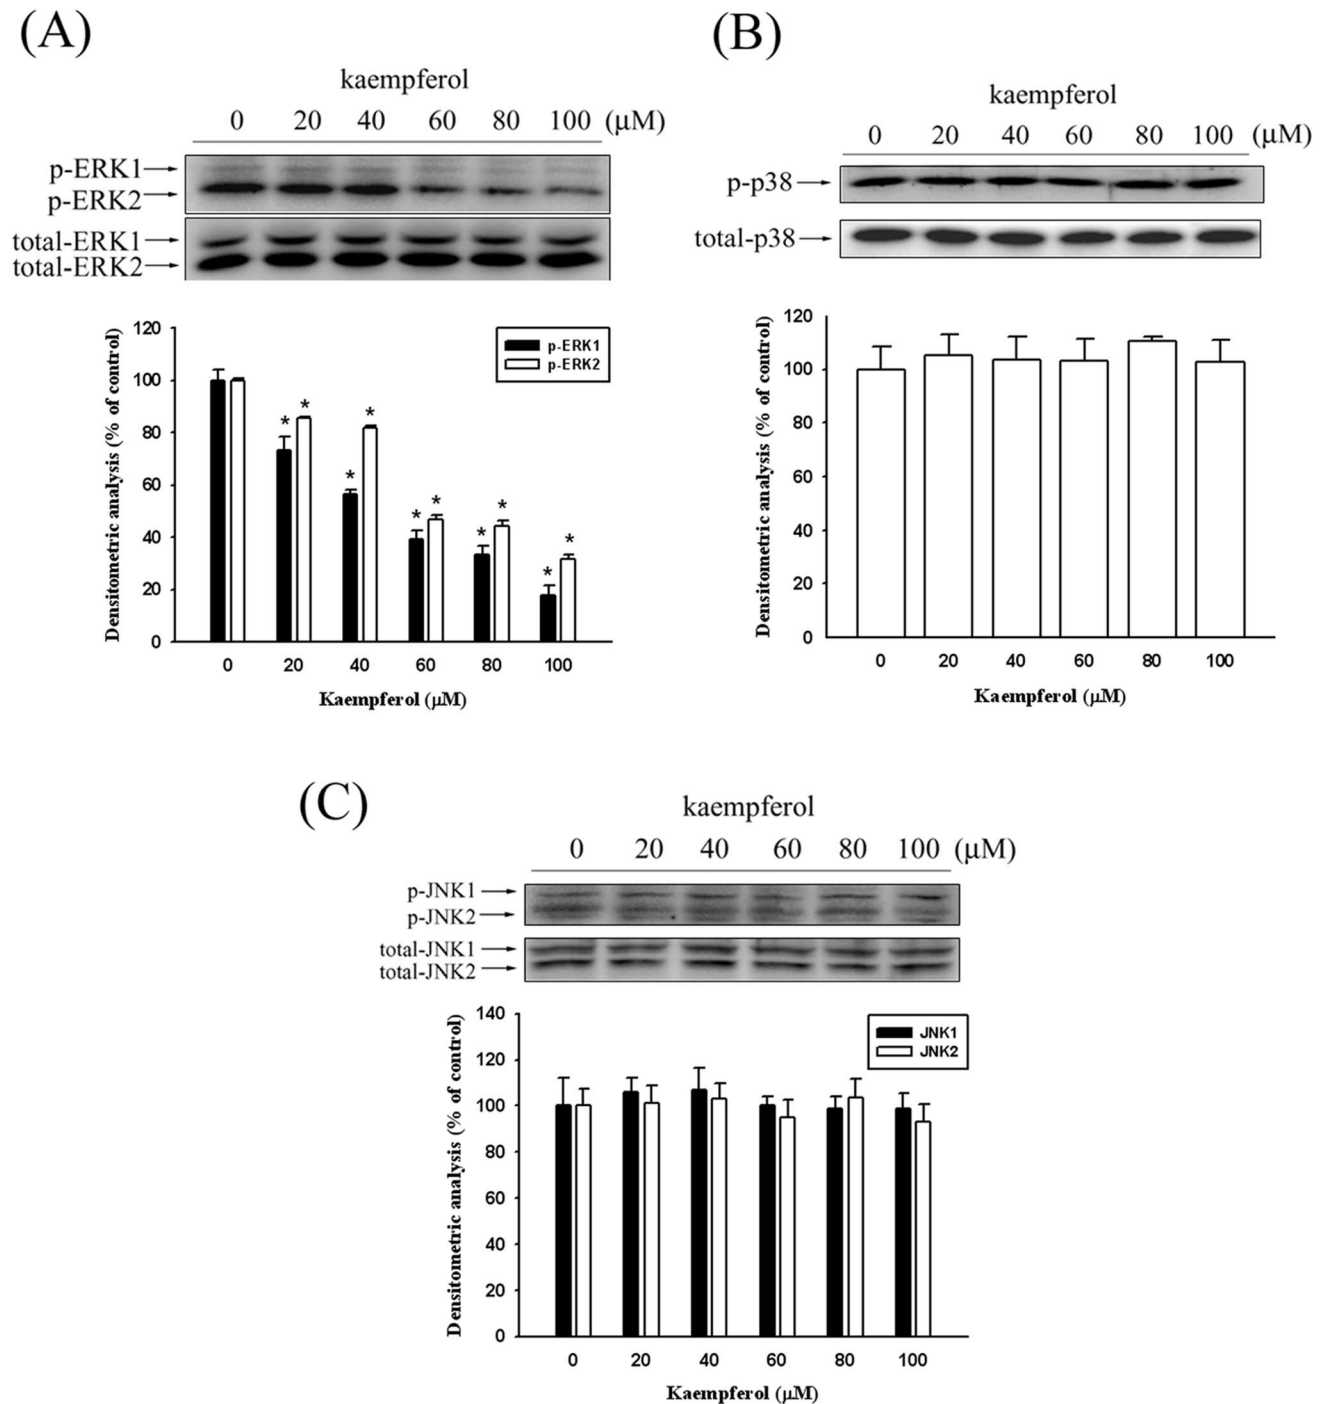 (A)
kaempferol
0 20 40 60 80 100 (μM)
p-ERK1
p-ERK2
total-ERK1
total-ERK2
Densitometric analysis (% of control)
120
100
80
60
40
20
0
p-ERK1
p-ERK2
* *
* *
* *
* *
* *
0 20 40 60 80 100
Kaempferol (μM)
(B)
kaempferol
0 20 40 60 80 100 (μM)
p-p38
total-p38
Densitometric analysis (% of control)
120
100
80
60
40
20
0
0 20 40 60 80 100
Kaempferol (μM)
(C)
kaempferol
0 20 40 60 80 100 (μM)
p-JNK1
p-JNK2
total-JNK1
total-JNK2
Densitometric analysis (% of control)
140
120
100
80
60
40
20
0
JNK1
JNK2
0 20 40 60 80 100
Kaempferol (μM)